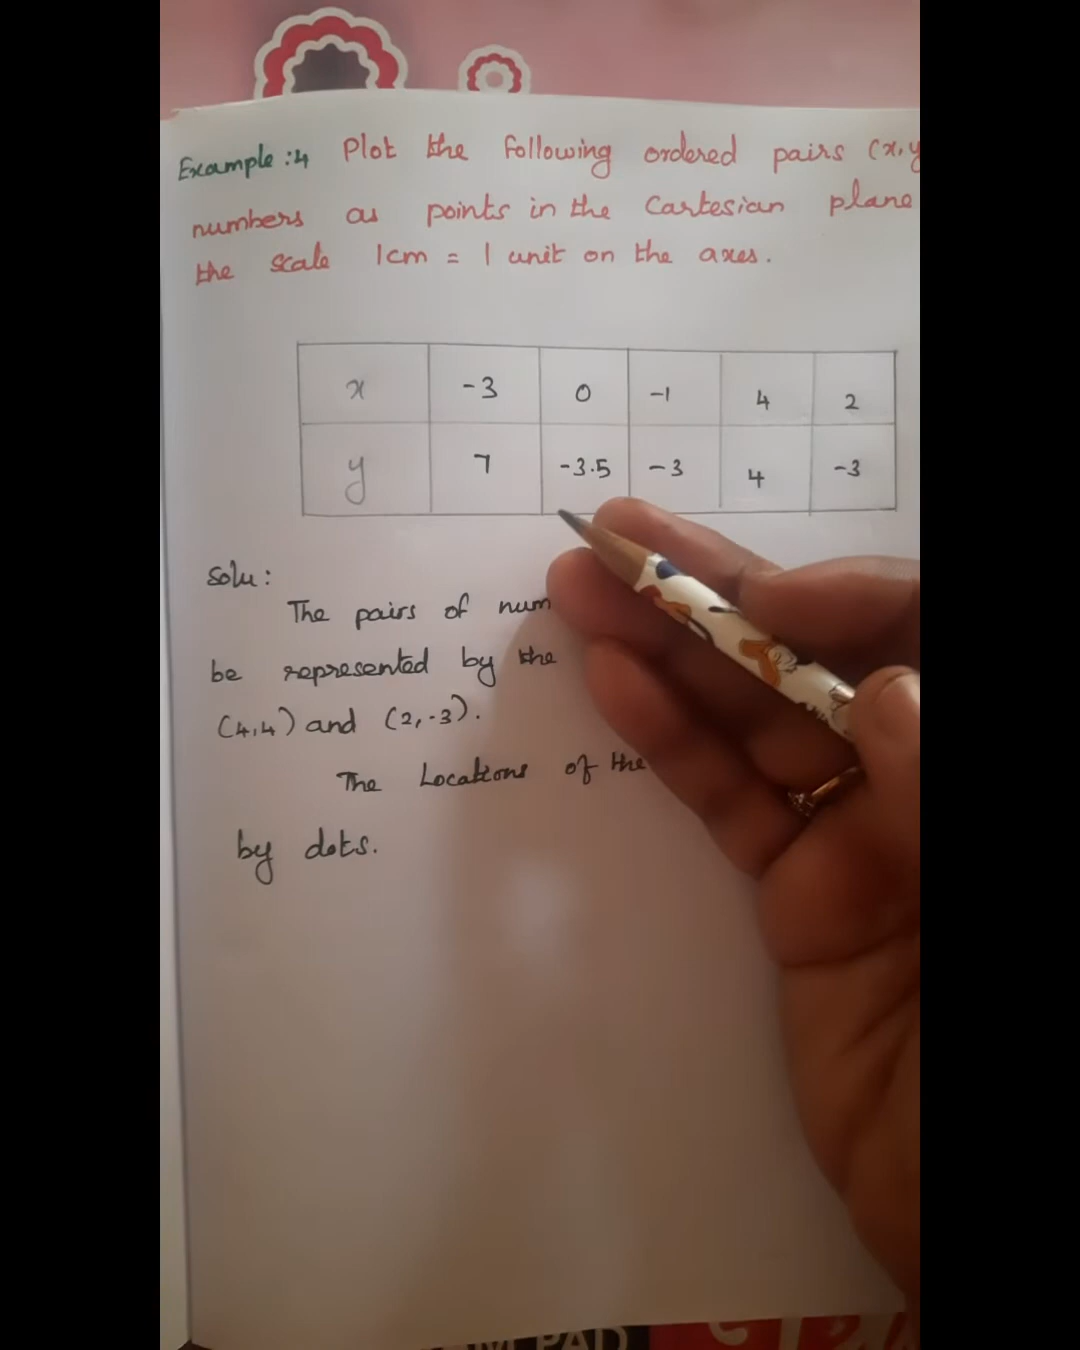 Example:4 Plot the following ordered pairs (x,y
numbers as points in the Cartesian plane
the scale 1cm = 1 unit on the axes.
x -3 0 -1 4 2
y 7 -3.5 -3 4 -3
Solu:
The pairs of num
be represented by the
(4,4) and (2,-3).
The Locations of the
by dots.
PAD